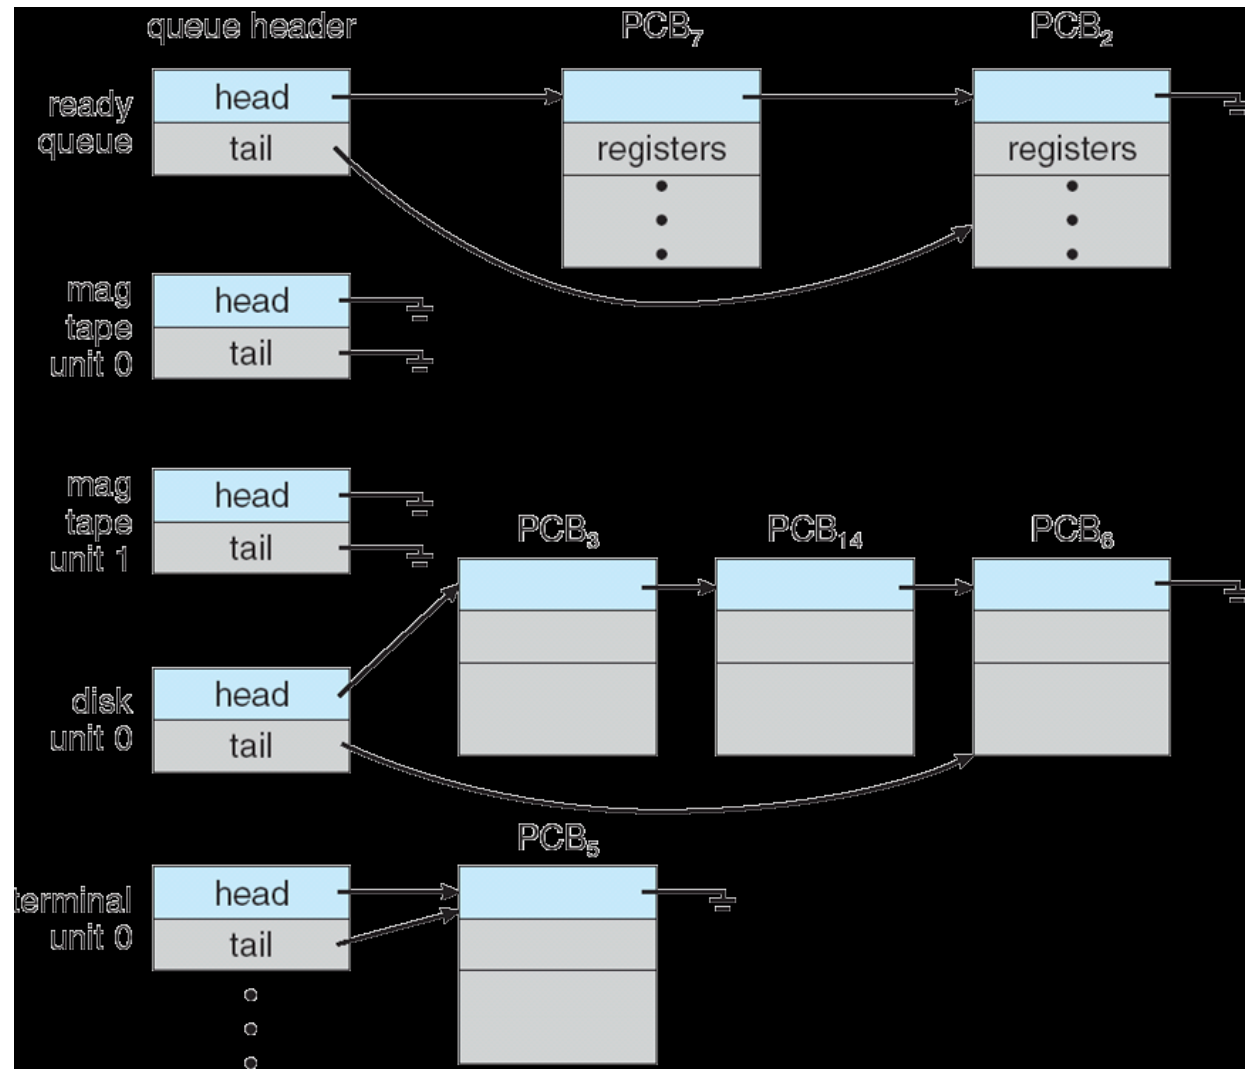 queue header
PCB₇
PCB₂
ready
queue
head
tail
registers
registers
mag
tape
unit 0
head
tail
mag
tape
unit 1
head
tail
PCB₃
PCB₁₄
PCB₆
disk
unit 0
head
tail
PCB₅
terminal
unit 0
head
tail